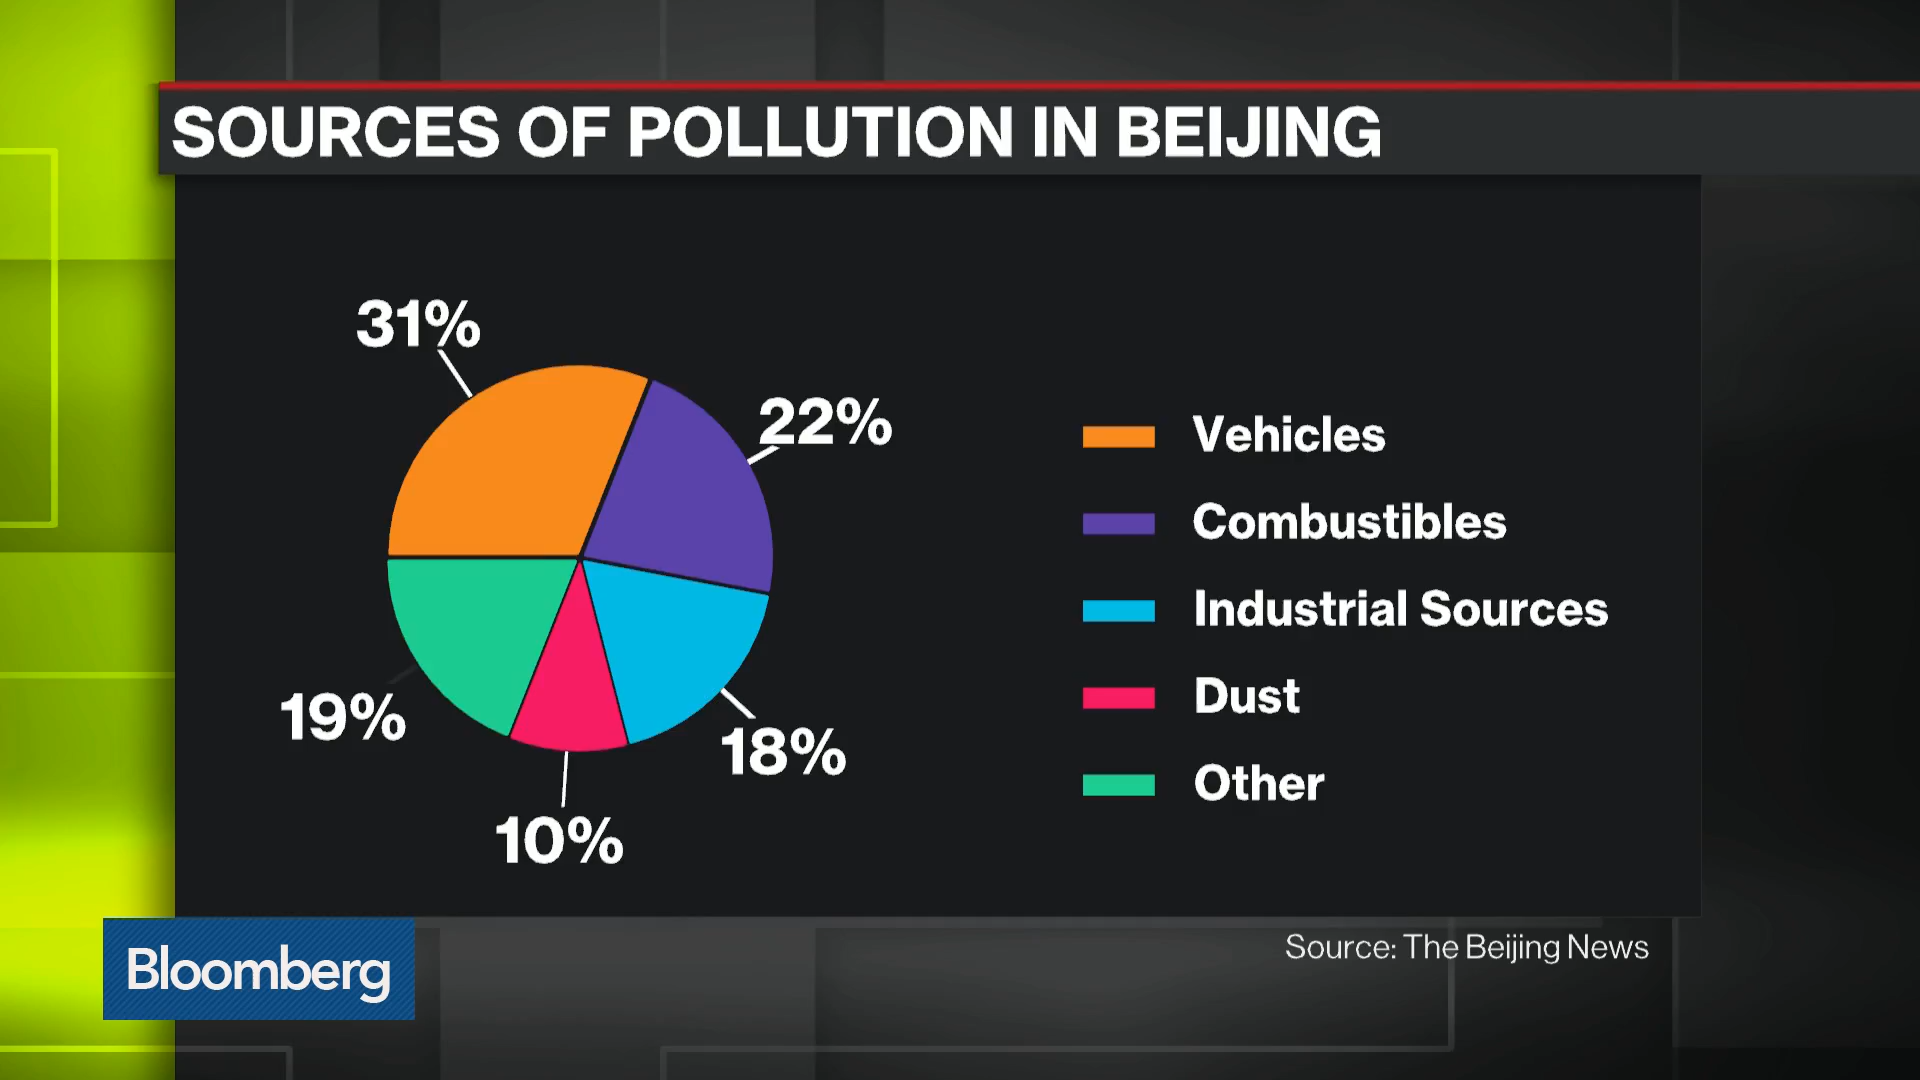 SOURCES OF POLLUTION IN BEIJING
31%
22%
19%
18%
10%
Vehicles
Combustibles
Industrial Sources
Dust
Other
Source: The Beijing News
Bloomberg